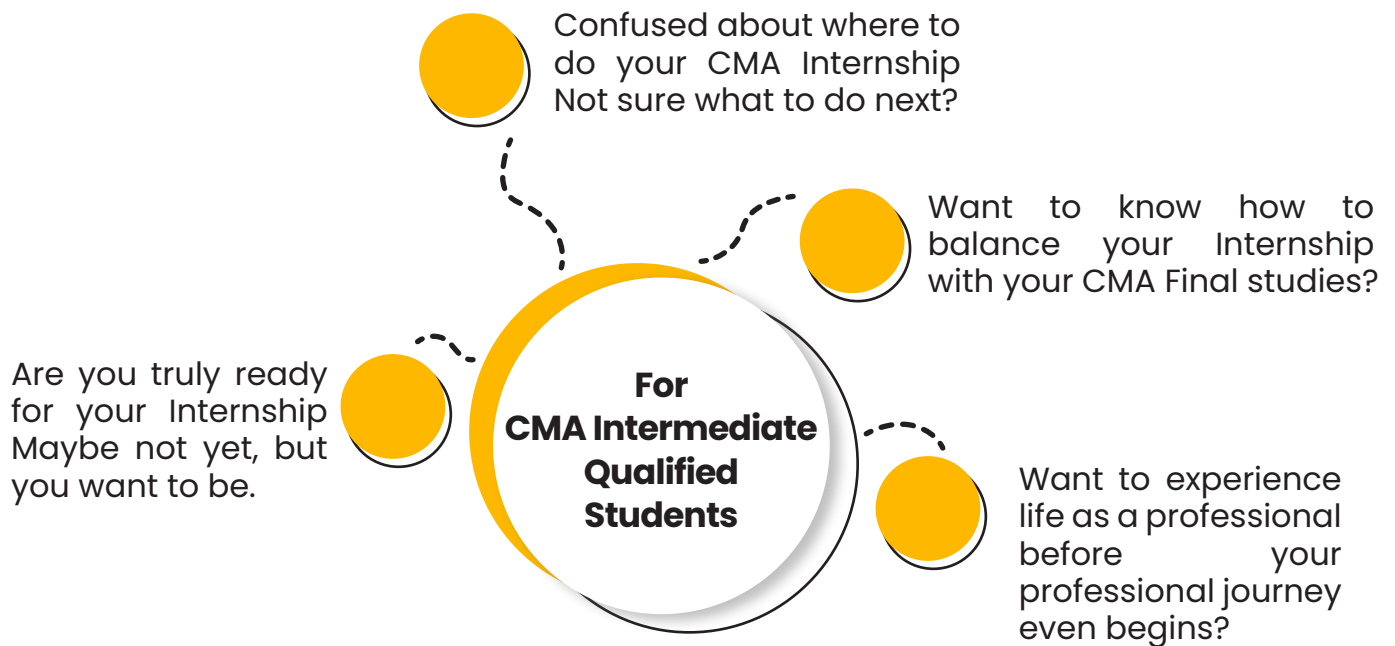 Confused about where to
do your CMA Internship
Not sure what to do next?
Want to know how to
balance your Internship
with your CMA Final studies?
Are you truly ready
for your Internship
Maybe not yet, but
you want to be.
For
CMA Intermediate
Qualified
Students
Want to experience
life as a professional
before your
professional journey
even begins?